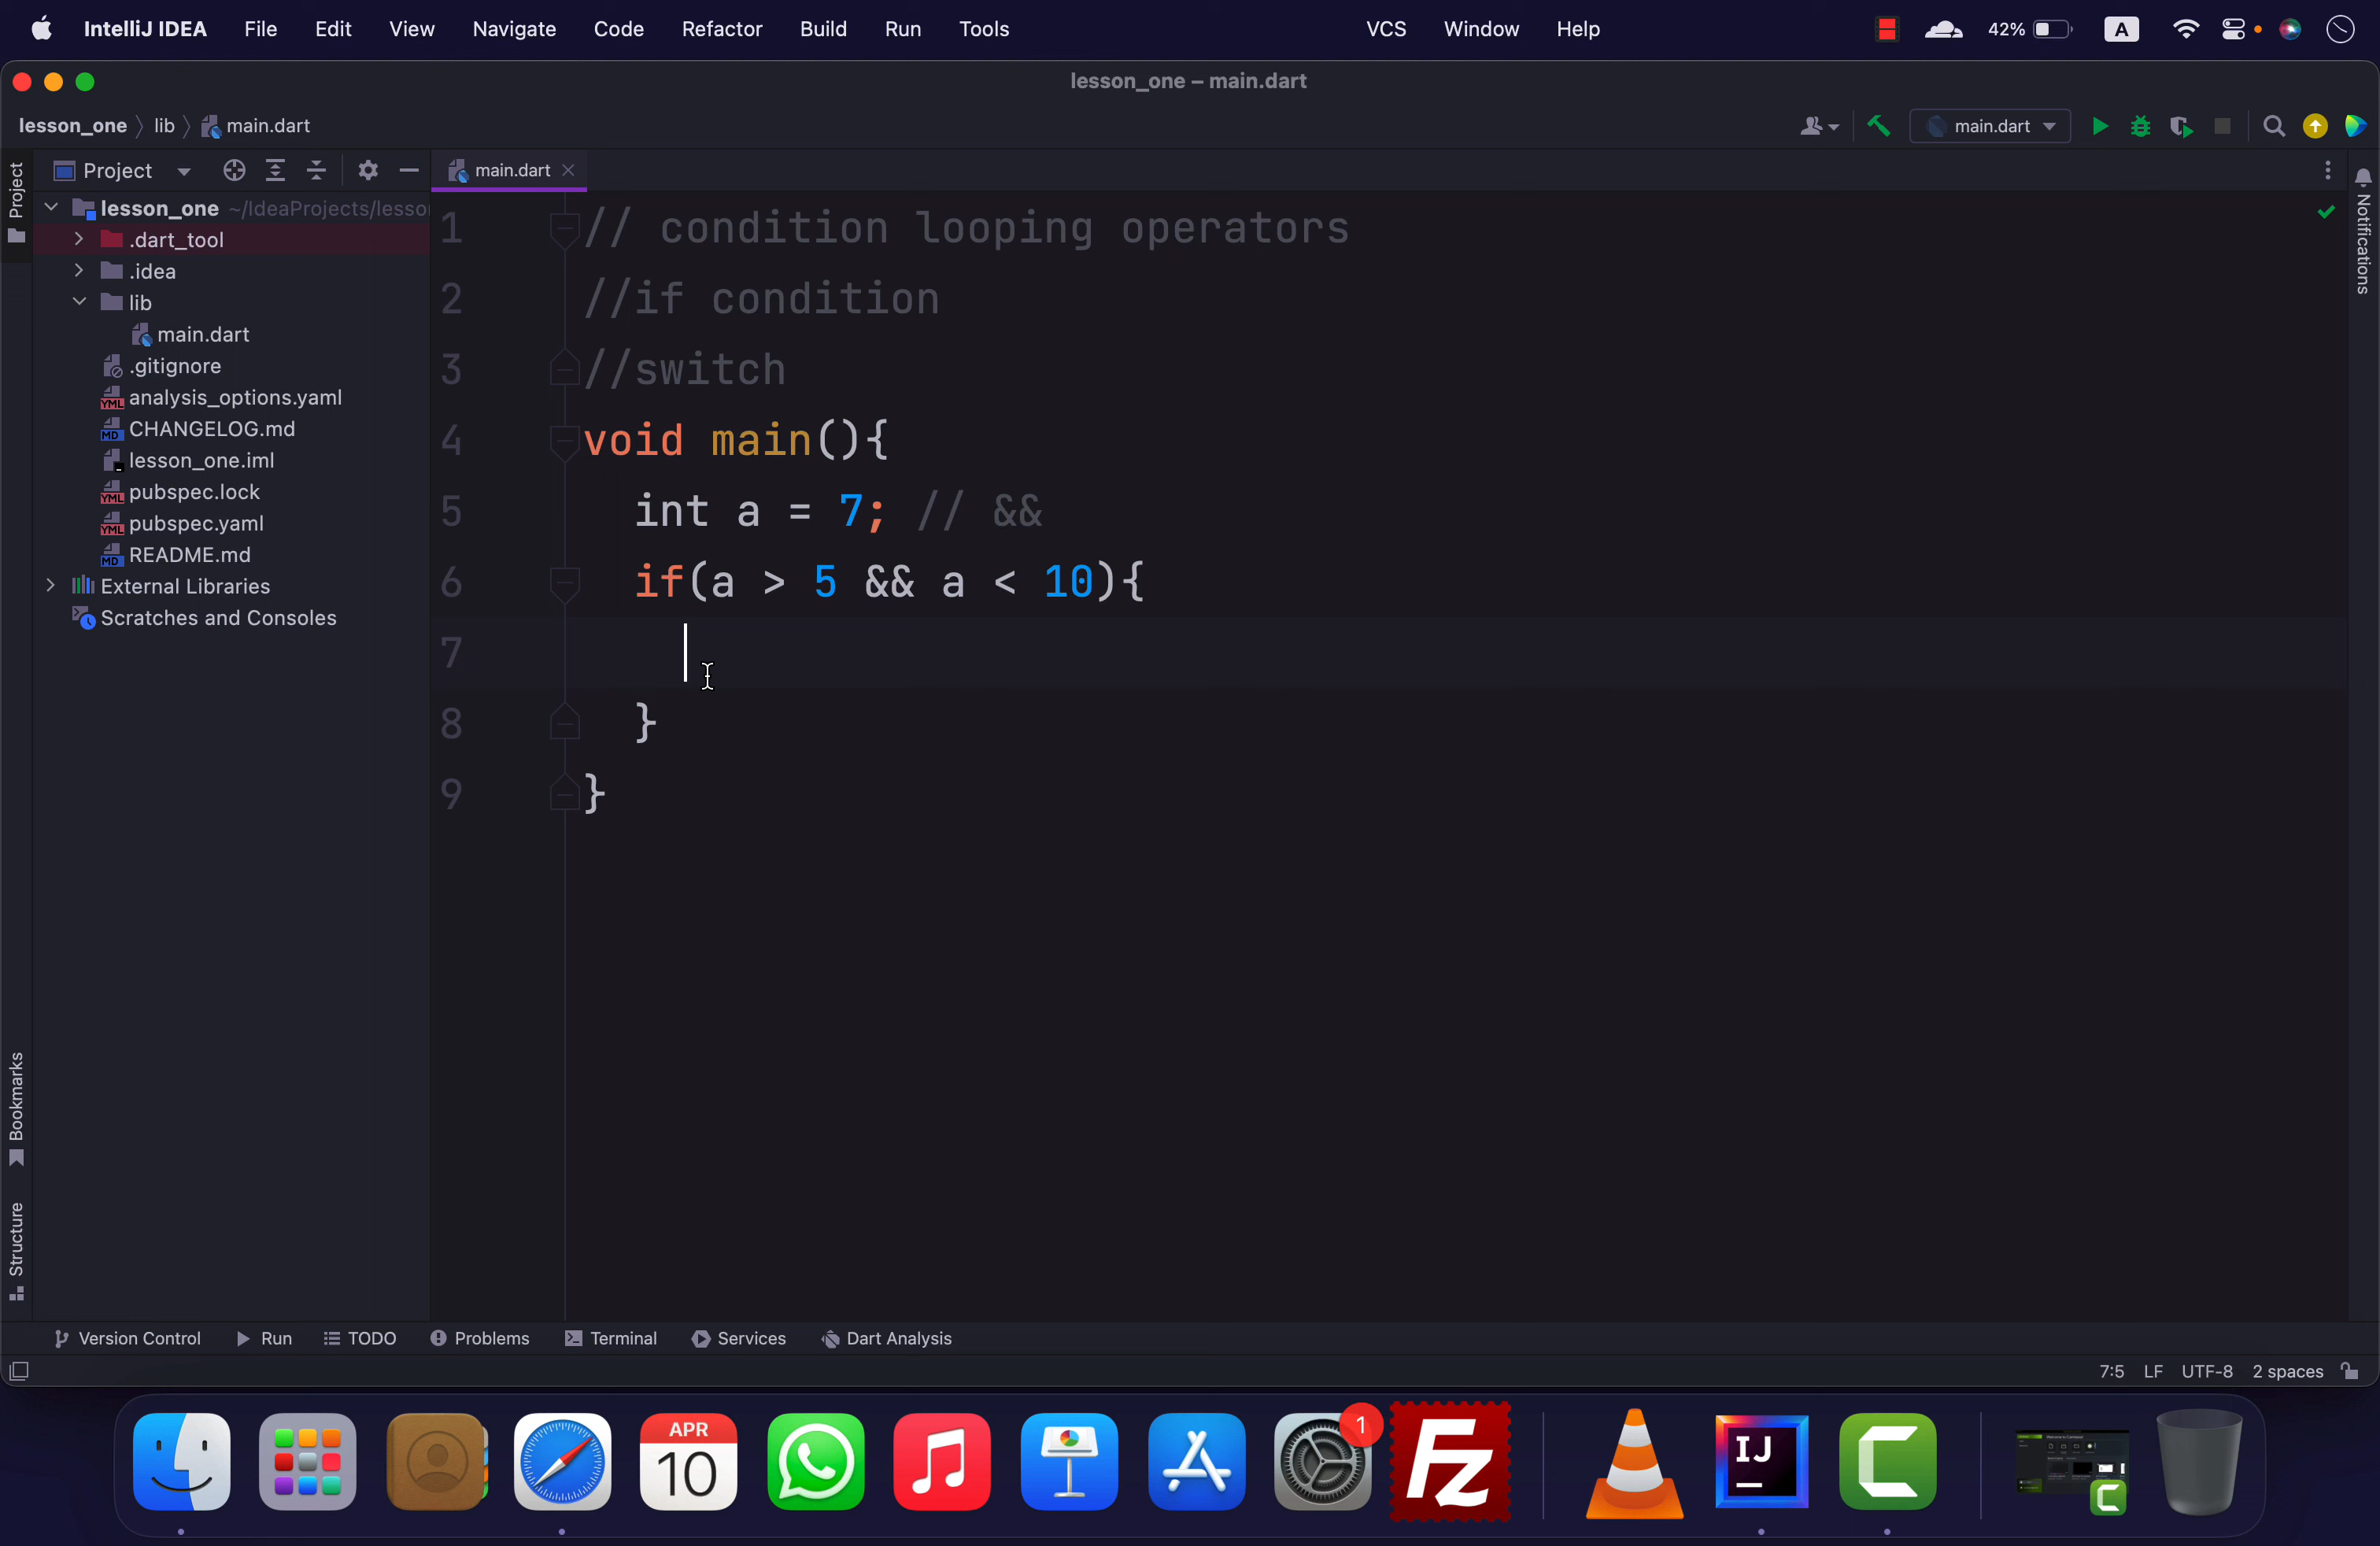 IntelliJ IDEA File Edit View Navigate Code Refactor Build Run Tools VCS Window Help 42% A
lesson_one – main.dart
lesson_one lib main.dart
main.dart
Project
main.dart
Project
Notifications
lesson_one ~/IdeaProjects/lesso
.dart_tool
.idea
lib
main.dart
.gitignore
analysis_options.yaml
CHANGELOG.md
lesson_one.iml
pubspec.lock
pubspec.yaml
README.md
External Libraries
Scratches and Consoles
1 // condition looping operators
2 //if condition
3 //switch
4 void main(){
5 int a = 7; // &&
6 if(a > 5 && a < 10){
7
8 }
9 }
Bookmarks
Structure
Version Control Run TODO Problems Terminal Services Dart Analysis
7:5 LF UTF-8 2 spaces
APR
10
1
Fz
IJ